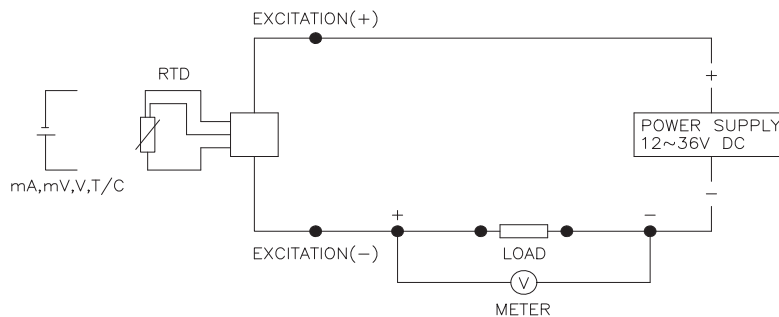 EXCITATION(+)
RTD
+
POWER SUPPLY
12~36V DC
mA,mV,V,T/C
−
+
−
EXCITATION(−)
LOAD
V
METER